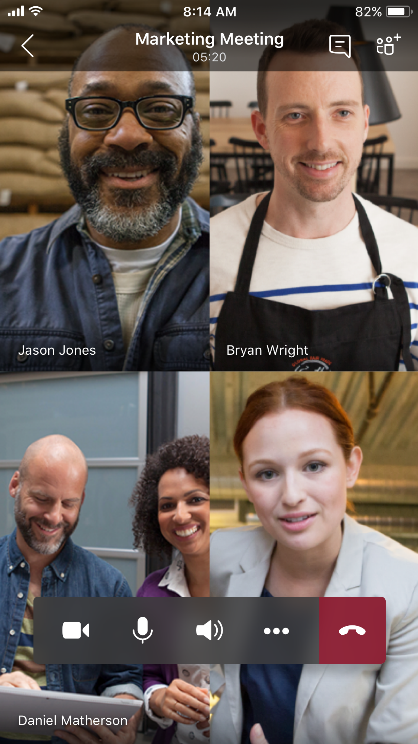 8:14 AM
82%
Marketing Meeting
05:20
Jason Jones
Bryan Wright
Daniel Matherson